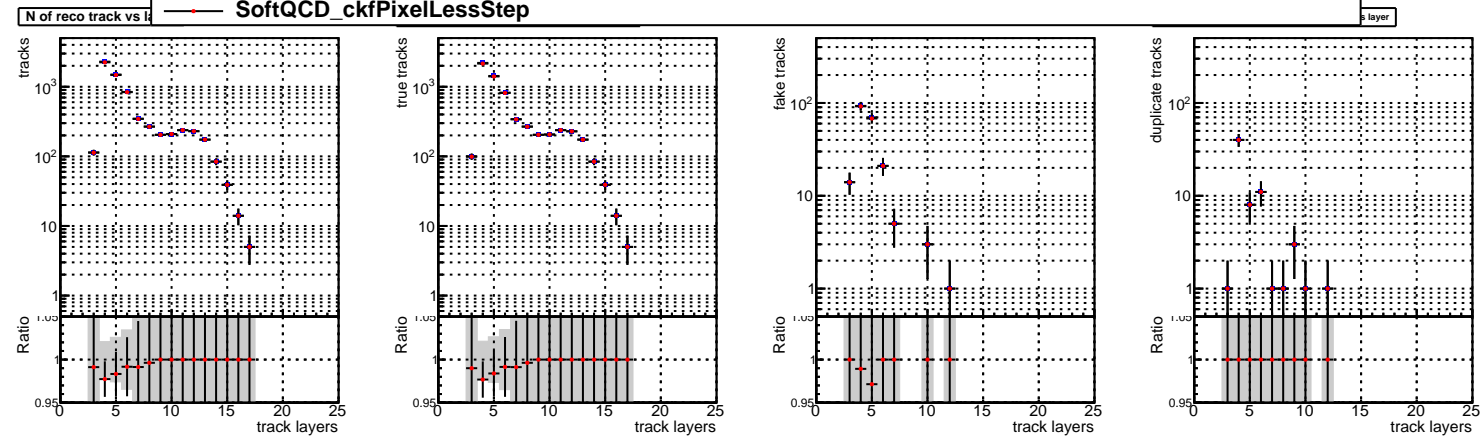 SoftQCD_ckfPixelLessStep
N of reco track vs la
s layer
tracks
10³
10²
10
1
1.05
Ratio
1
0.95
0 5 10 15 20 25
track layers
true tracks
10³
10²
10
1
1.05
Ratio
1
0.95
0 5 10 15 20 25
track layers
fake tracks
10²
10
1
1.05
Ratio
1
0.95
0 5 10 15 20 25
track layers
duplicate tracks
10²
10
1
1.05
Ratio
1
0.95
0 5 10 15 20 25
track layers